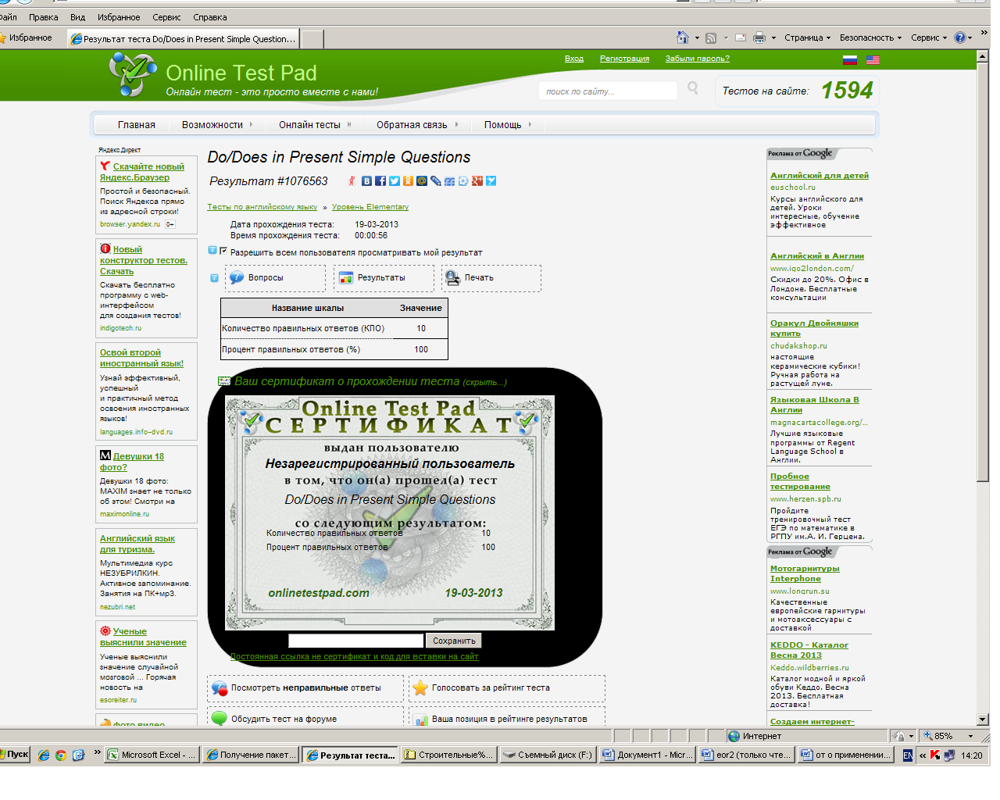 Файл Правка Вид Избранное Сервис Справка
Избранное
Результат теста Do/Does in Present Simple Question...
Страница Безопасность Сервис
Online Test Pad
Онлайн тест - это просто вместе с нами!
Вход Регистрация Забыли пароль?
поиск по сайту...
Тестов на сайте: 1594
Главная Возможности Онлайн тесты Обратная связь Помощь
Яндекс.Директ
Скачайте новый
Яндекс.Браузер
Простой и безопасный.
Поиск Яндекса прямо
из адресной строки!
browser.yandex.ru 0+
Новый
конструктор тестов.
Скачать
Скачать бесплатно
программу с web-
интерфейсом
для создания тестов!
indigotech.ru
Освой второй
иностранный язык!
Узнай эффективный,
успешный
и практичный метод
освоения иностранных
языков!
languages.info-dvd.ru
Девушки 18
фото?
Девушки 18 фото:
MAXIM знает не только
об этом! Смотри на
maximonline.ru
Английский язык
для туризма.
Мультимедиа курс
НЕЗУБРИЛКИН.
Активное запоминание.
Занятия на ПК+мр3.
nezubri.net
Ученые
выяснили значение
Ученые выяснили
значение случайной
мозговой ... Горячая
новость на
esoreiter.ru
фото видео
Do/Does in Present Simple Questions
Результат #1076563
Тесты по английскому языку » Уровень Elementary
Дата прохождения теста: 19-03-2013
Время прохождения теста: 00:00:56
Разрешить всем пользователя просматривать мой результат
Вопросы Результаты Печать
Название шкалы Значение
Количество правильных ответов (КПО) 10
Процент правильных ответов (%) 100
Ваш сертификат о прохождении теста (скрыть...)
Online Test Pad
СЕРТИФИКАТ
выдан пользователю
Незарегистрированный пользователь
в том, что он(а) прошел(а) тест
Do/Does in Present Simple Questions
со следующим результатом:
Количество правильных ответов 10
Процент правильных ответов 100
onlinetestpad.com 19-03-2013
Сохранить
Достоянная ссылка не сертификат и код для вставки на сайт
Посмотреть неправильные ответы
Голосовать за рейтинг теста
Обсудить тест на форуме
Ваша позиция в рейтинге результатов
Реклама от Google
Английский для детей
euschool.ru
Курсы английского для
детей. Уроки
интересные, обучение
эффективное
Английский в Англии
www.igo2london.com/
Скидки до 20%. Офис в
Лондоне. Бесплатные
консультации
Оракул Двойняшки
купить
chudakshop.ru
настоящие
керамические кубики!
Ручная работа на
растущей луне.
Языковая Школа В
Англии
magnacartacollege.org/...
Лучшие языковые
программы от Regent
Language School в
Англии.
Пробное
тестирование
www.herzen.spb.ru
Пройдите
тренировочный тест
ЕГЭ по математике в
РГПУ им.А. И. Герцена.
Реклама от Google
Мотогарнитуры
Interphone
www.longrun.su
Качественные
европейские гарнитуры
и мотоаксессуары с
доставкой
KEDDO - Каталог
Весна 2013
Keddo.wildberries.ru
Каталог модной и яркой
обуви Кеддо. Весна
2013. Бесплатная
доставка!
Создаем интернет-
Интернет 85%
Пуск Microsoft Excel - ... Получение пакет... Результат теста... Строительные%... Съемный диск (F:) Документ1 - Micr... eor2 (только чте... от о применении... EN 14:20